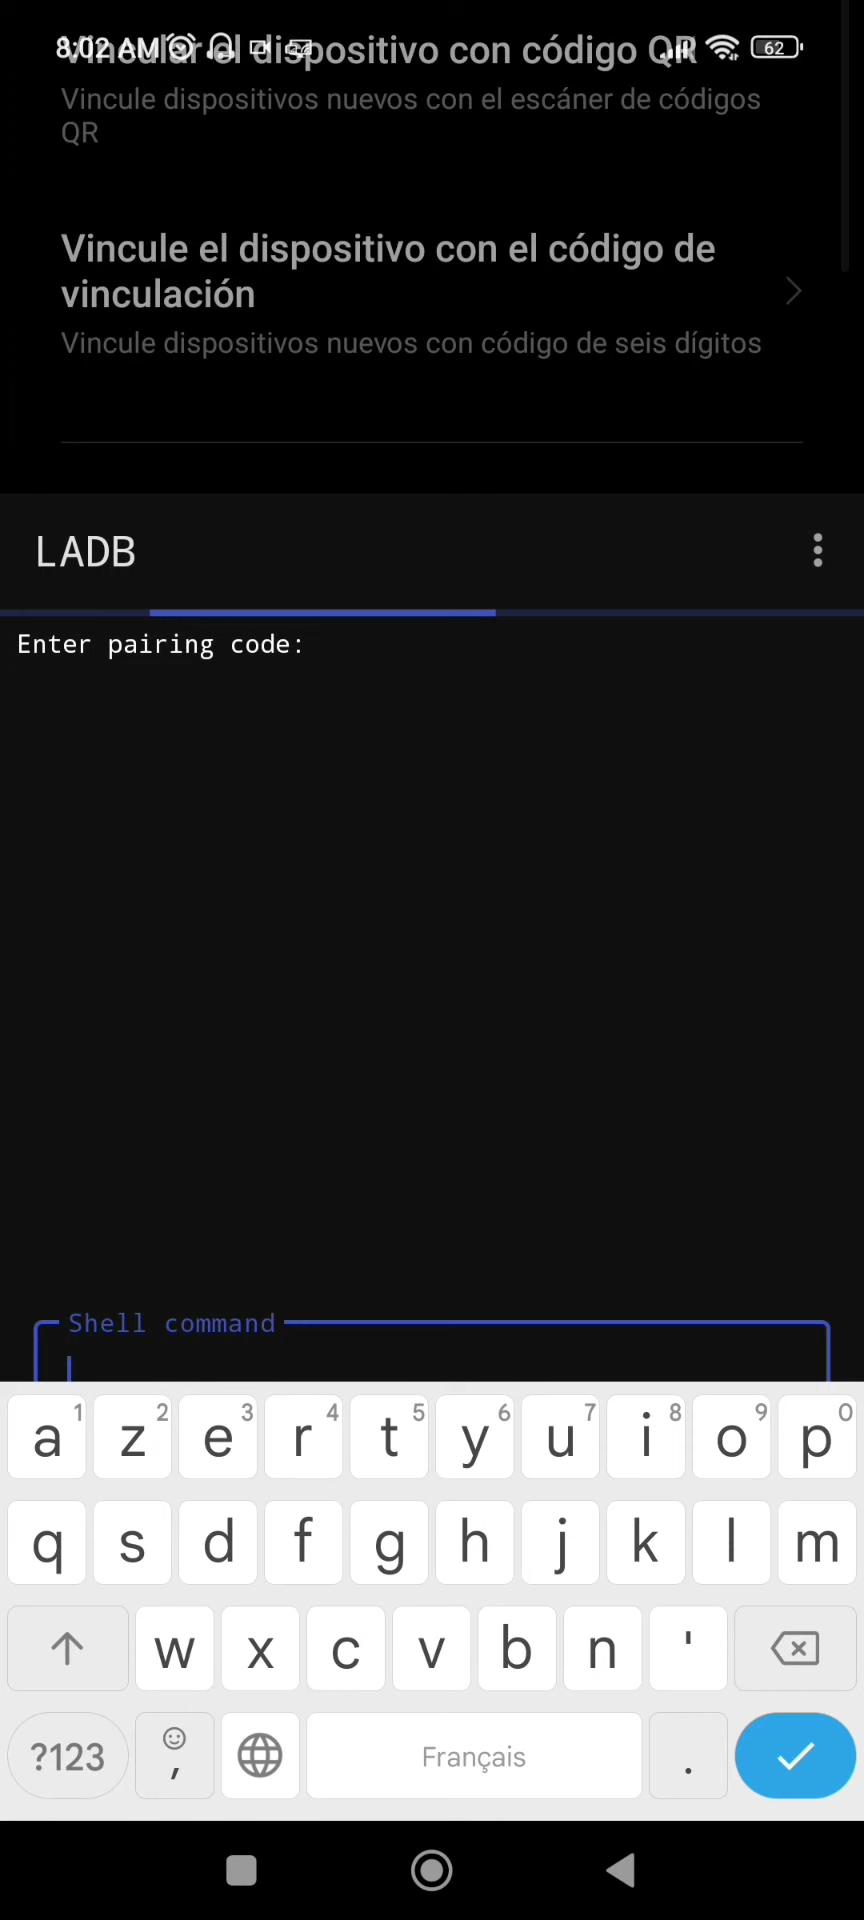 8:02 AM
62
Vincular el dispositivo con código QR
Vincule dispositivos nuevos con el escáner de códigos
QR
Vincule el dispositivo con el código de
vinculación
Vincule dispositivos nuevos con código de seis dígitos
LADB
Enter pairing code:
Shell command
a 1 z 2 e 3 r 4 t 5 y 6 u 7 i 8 o 9 p 0
q s d f g h j k l m
w x c v b n '
?123 , Français .